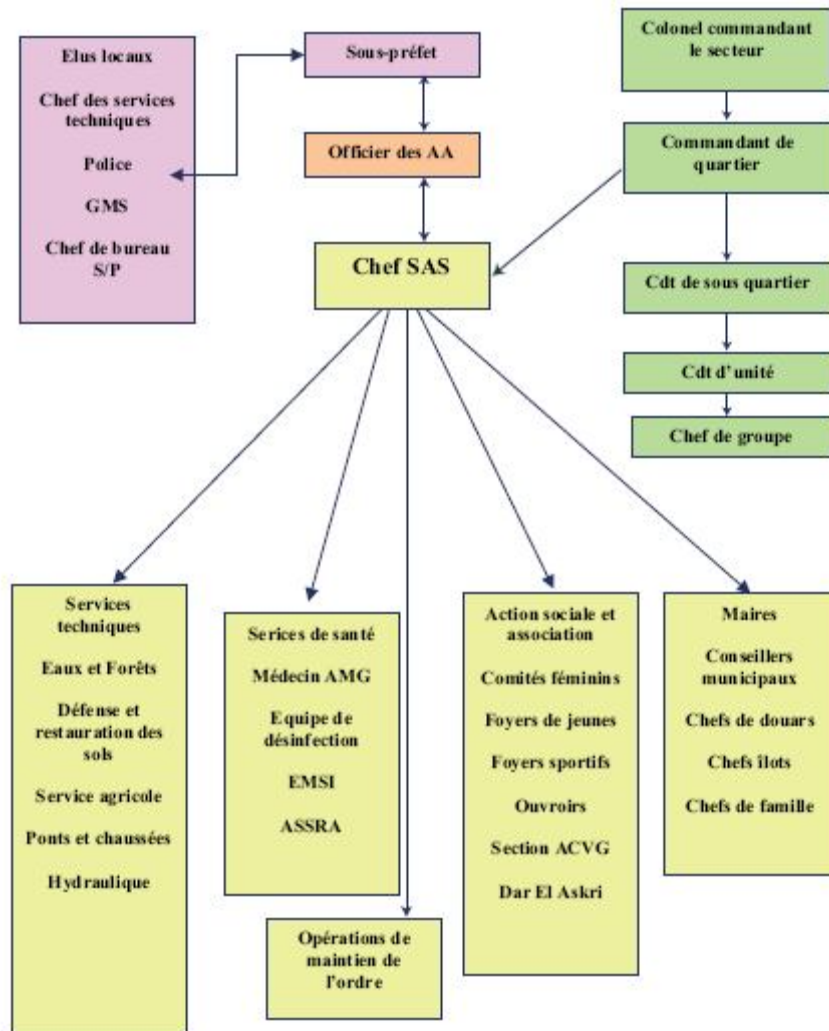 Elus locaux
Chef des services
techniques
Police
GMS
Chef de bureau
S/P
Sous-préfet
Officier des AA
Chef SAS
Colonel commandant
le secteur
Commandant de
quartier
Cdt de sous quartier
Cdt d'unité
Chef de groupe
Services
techniques
Eaux et Forêts
Défense et
restauration des
sols
Service agricole
Ponts et chaussées
Hydraulique
Serices de santé
Médecin AMG
Equipe de
désinfection
EMSI
ASSRA
Opérations de
maintien de
l'ordre
Action sociale et
association
Comités féminins
Foyers de jeunes
Foyers sportifs
Ouvroirs
Section ACVG
Dar El Askri
Maires
Conseillers
municipaux
Chefs de douars
Chefs îlots
Chefs de famille